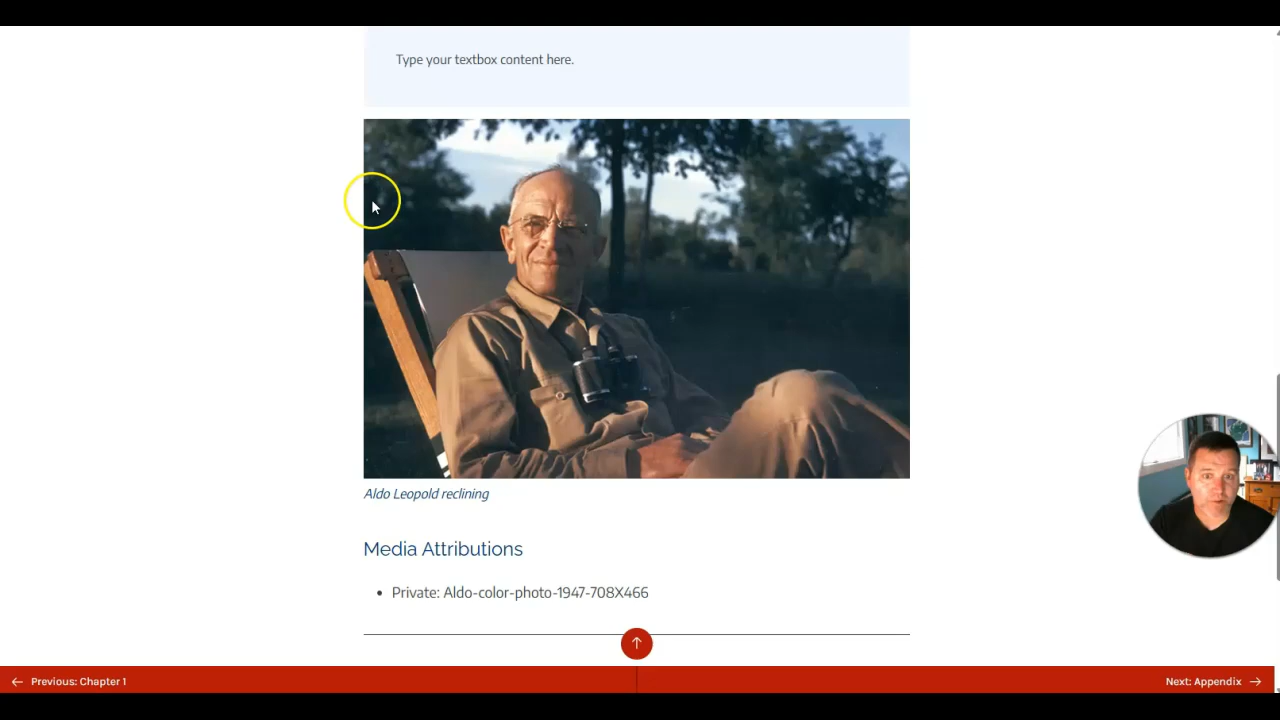 Type your textbox content here.
Aldo Leopold reclining
Media Attributions
Private: Aldo-color-photo-1947-708X466
Previous: Chapter 1
Next: Appendix